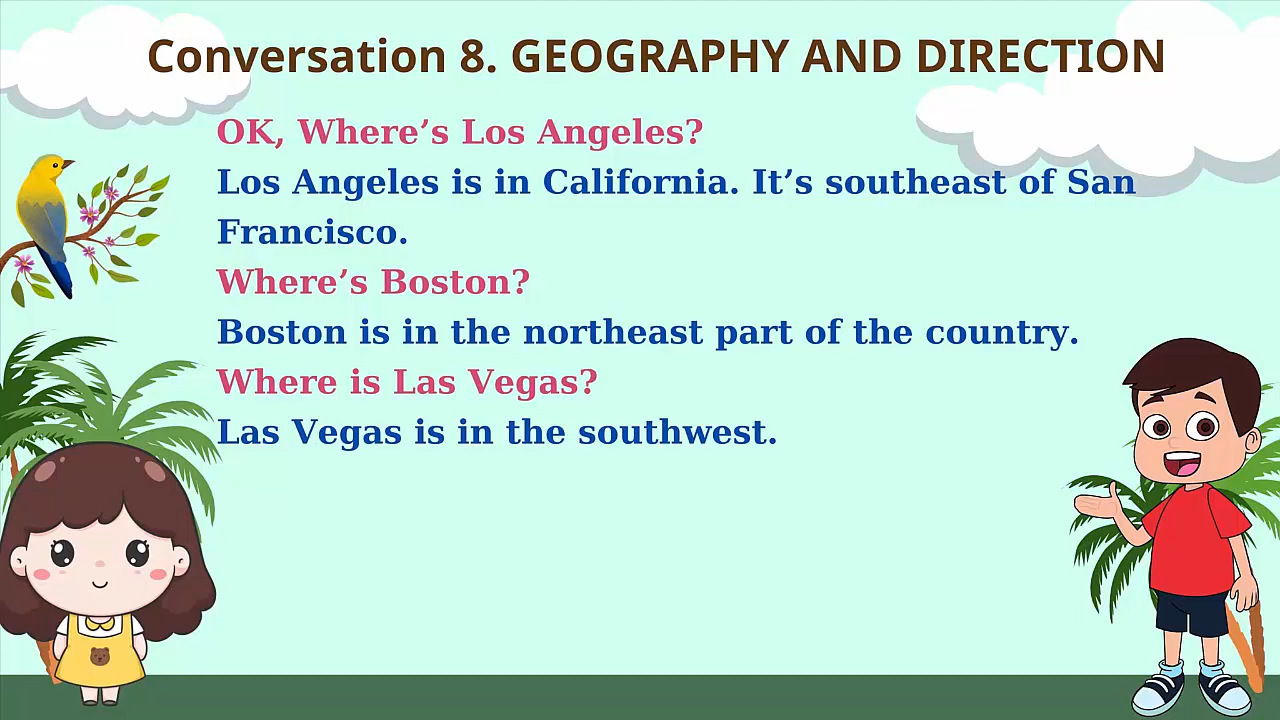 Conversation 8. GEOGRAPHY AND DIRECTION
OK, Where’s Los Angeles?
Los Angeles is in California. It’s southeast of San
Francisco.
Where’s Boston?
Boston is in the northeast part of the country.
Where is Las Vegas?
Las Vegas is in the southwest.